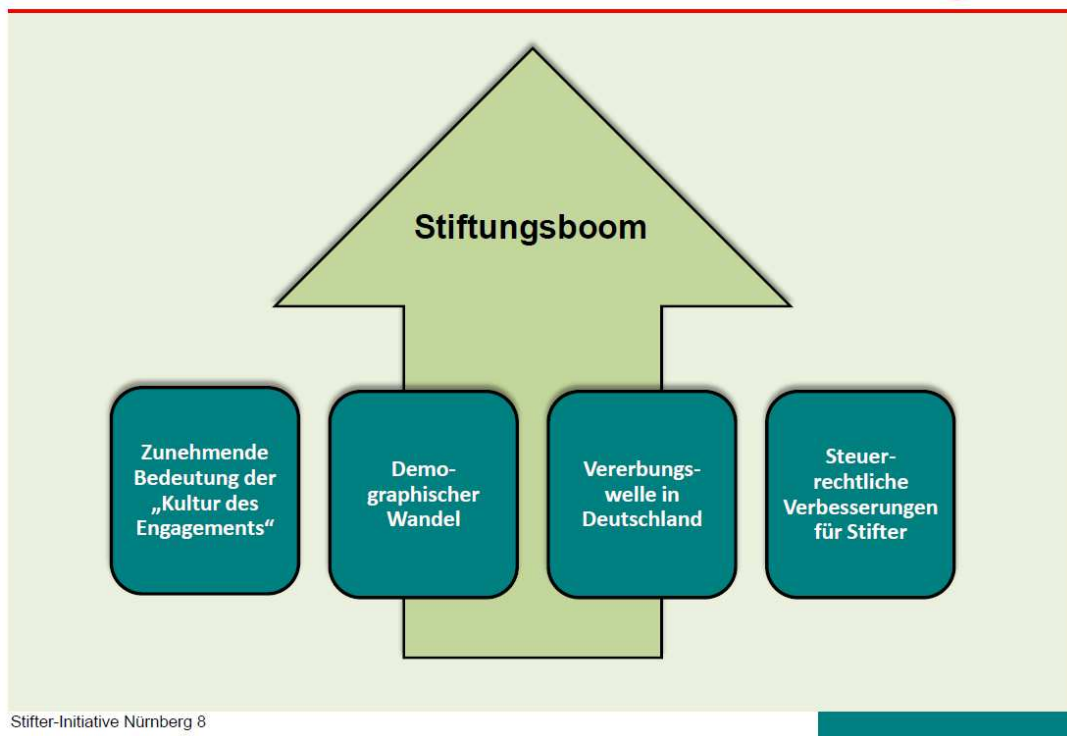 Stiftungsboom
Zunehmende
Bedeutung der
„Kultur des
Engagements“
Demo-
graphischer
Wandel
Vererbungs-
welle in
Deutschland
Steuer-
rechtliche
Verbesserungen
für Stifter
Stifter-Initiative Nürnberg 8